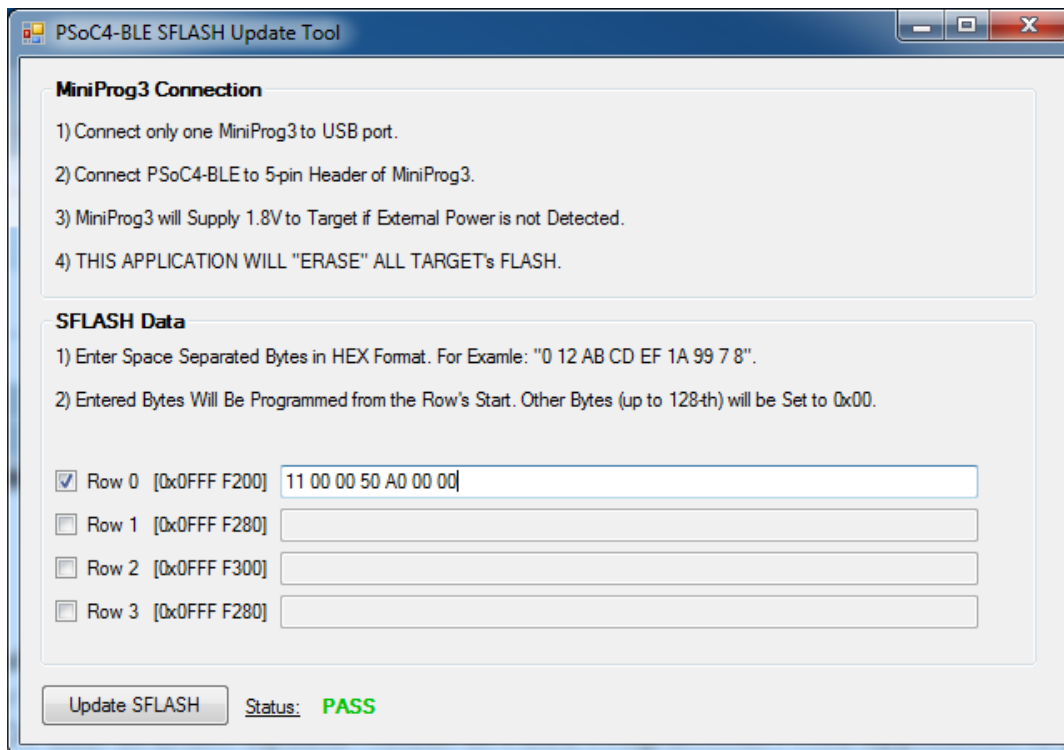 PSoC4-BLE SFLASH Update Tool
MiniProg3 Connection
1) Connect only one MiniProg3 to USB port.
2) Connect PSoC4-BLE to 5-pin Header of MiniProg3.
3) MiniProg3 will Supply 1.8V to Target if External Power is not Detected.
4) THIS APPLICATION WILL "ERASE" ALL TARGET's FLASH.
SFLASH Data
1) Enter Space Separated Bytes in HEX Format. For Examle: "0 12 AB CD EF 1A 99 7 8".
2) Entered Bytes Will Be Programmed from the Row's Start. Other Bytes (up to 128-th) will be Set to 0x00.
Row 0 [0x0FFF F200] 11 00 00 50 A0 00 00
Row 1 [0x0FFF F280]
Row 2 [0x0FFF F300]
Row 3 [0x0FFF F280]
Update SFLASH Status: PASS